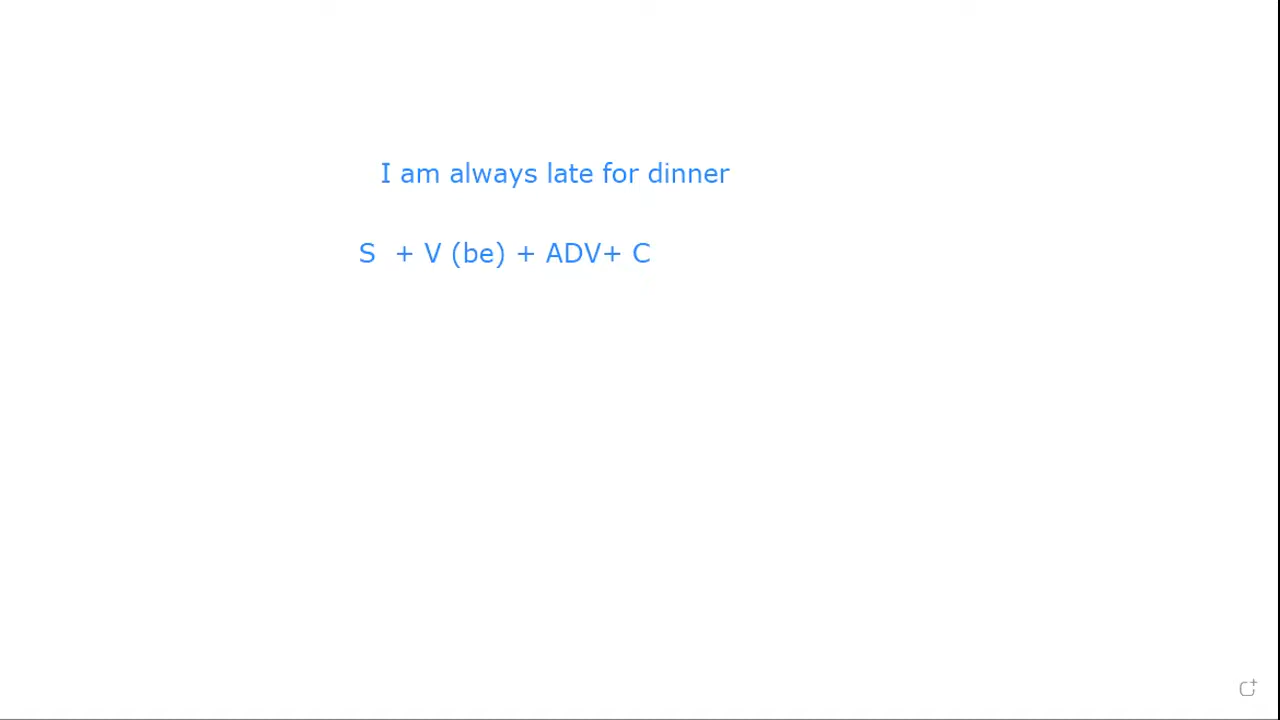 I am always late for dinner
S + V (be) + ADV+ C